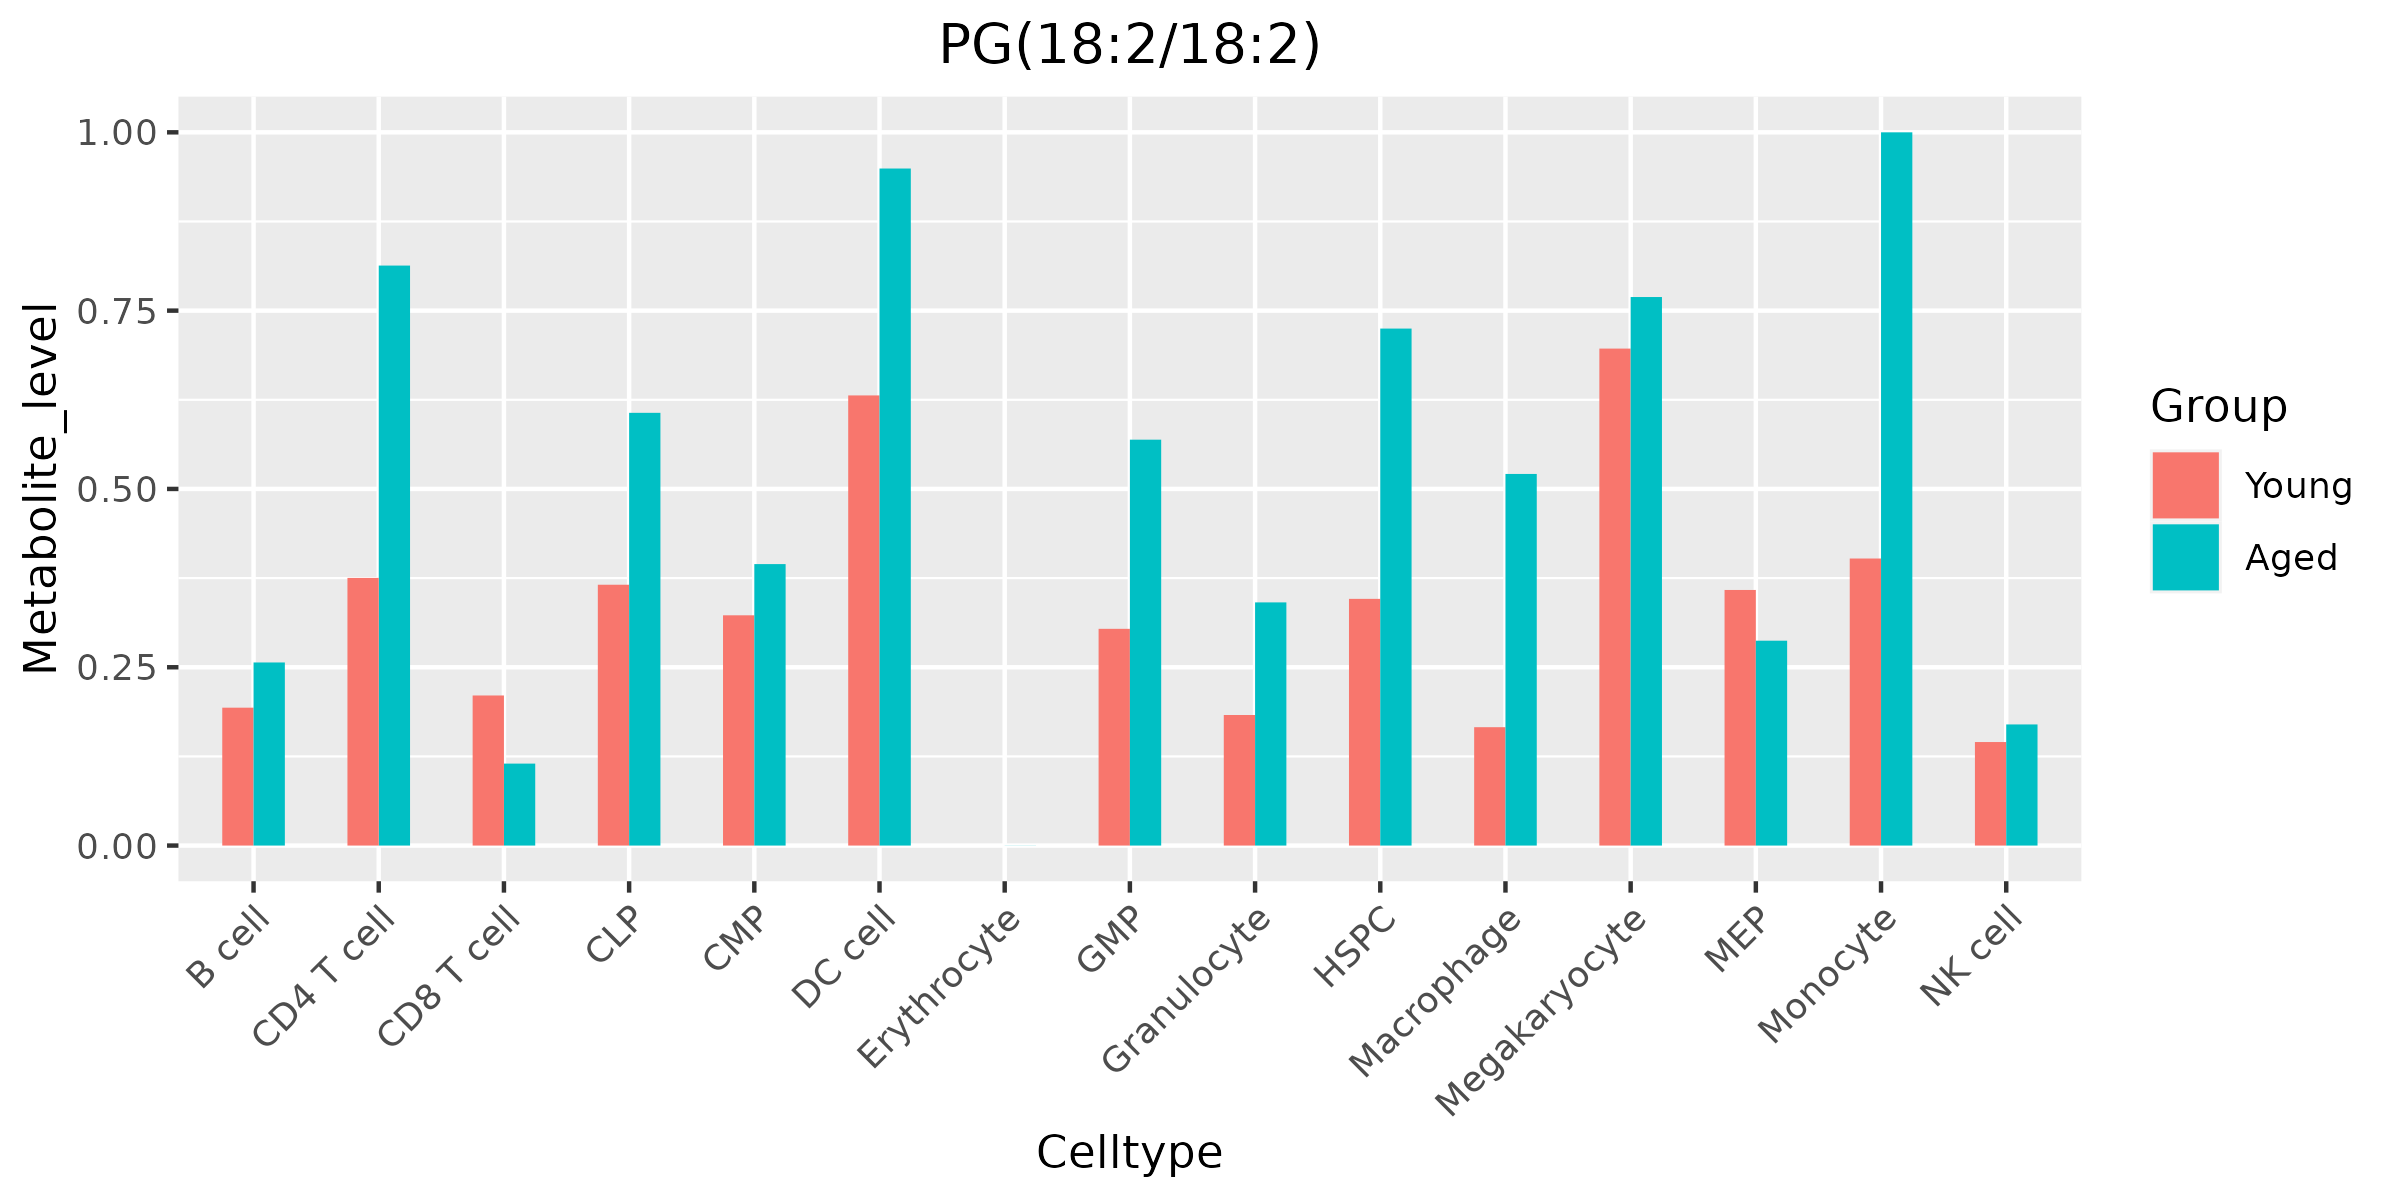 PG(18:2/18:2)
Metabolite_level
1.00
0.75
0.50
0.25
0.00
B cell
CD4 T cell
CD8 T cell
CLP
CMP
DC cell
Erythrocyte
GMP
Granulocyte
HSPC
Macrophage
Megakaryocyte
MEP
Monocyte
NK cell
Celltype
Group
Young
Aged